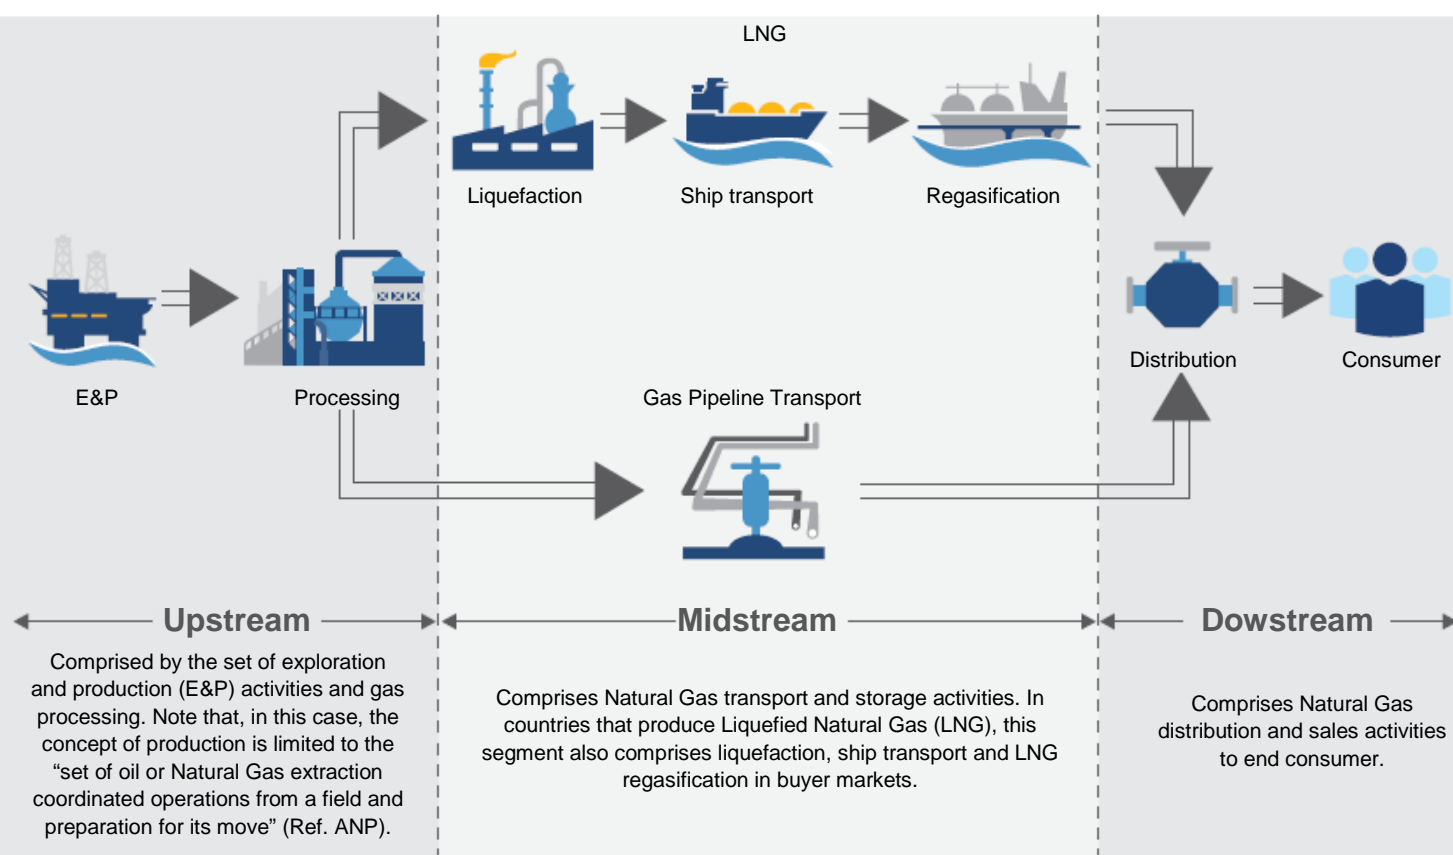 LNG
Liquefaction
Ship transport
Regasification
E&P
Processing
Gas Pipeline Transport
Distribution
Consumer
Upstream
Comprised by the set of exploration
and production (E&P) activities and gas
processing. Note that, in this case, the
concept of production is limited to the
“set of oil or Natural Gas extraction
coordinated operations from a field and
preparation for its move” (Ref. ANP).
Midstream
Comprises Natural Gas transport and storage activities. In
countries that produce Liquefied Natural Gas (LNG), this
segment also comprises liquefaction, ship transport and LNG
regasification in buyer markets.
Dowstream
Comprises Natural Gas
distribution and sales activities
to end consumer.